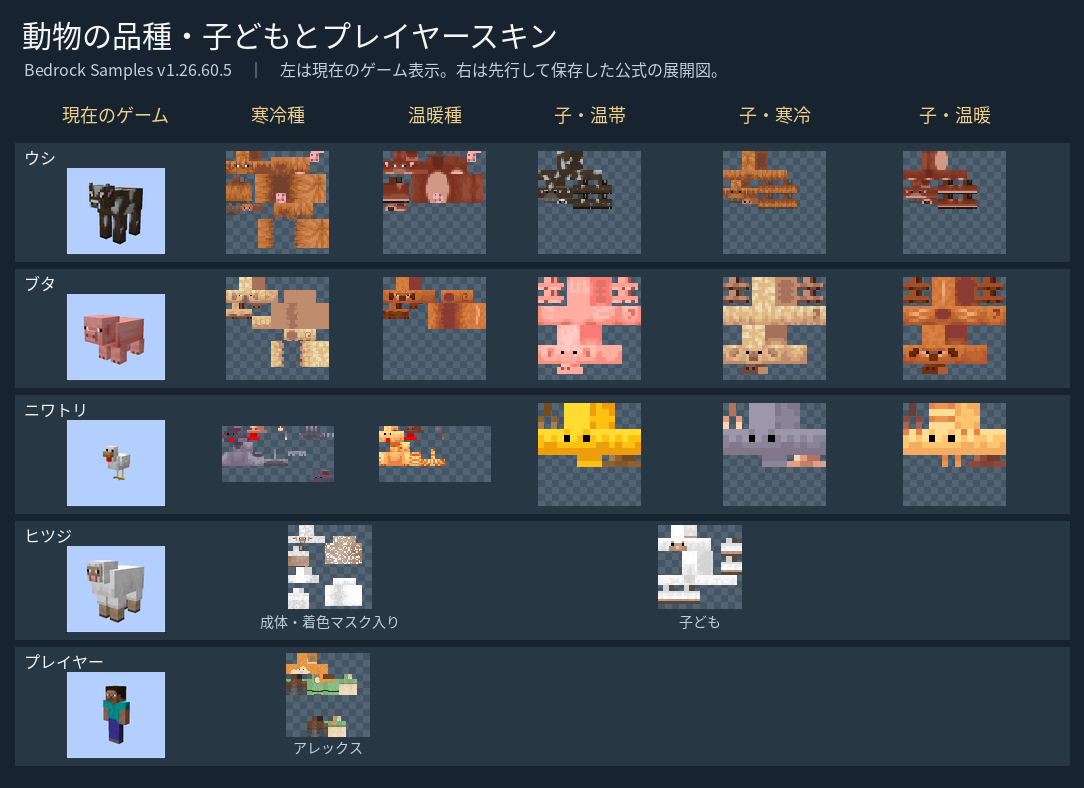 動物の品種・子どもとプレイヤースキン
Bedrock Samples v1.26.60.5 ｜ 左は現在のゲーム表示。右は先行して保存した公式の展開図。
現在のゲーム 寒冷種 温暖種 子・温帯 子・寒冷 子・温暖
ウシ
ブタ
ニワトリ
ヒツジ
成体・着色マスク入り 子ども
プレイヤー
アレックス